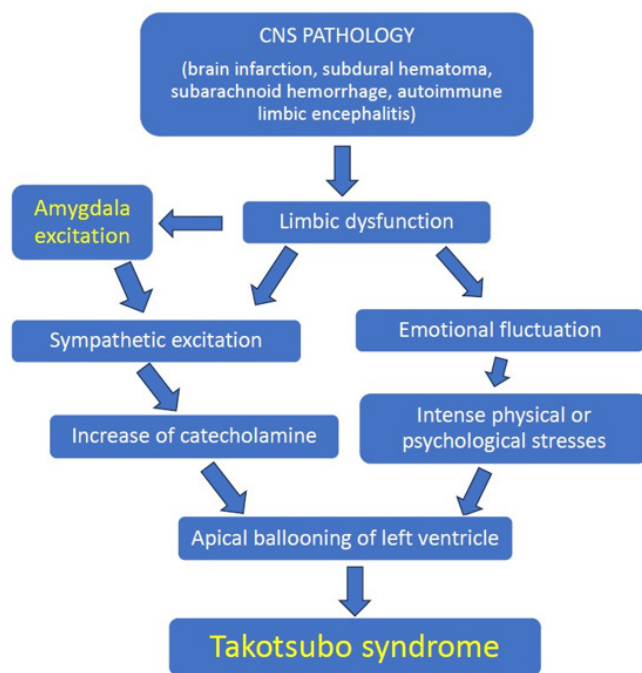 CNS PATHOLOGY
(brain infarction, subdural hematoma,
subarachnoid hemorrhage, autoimmune
limbic encephalitis)
Amygdala
excitation
Limbic dysfunction
Sympathetic excitation
Emotional fluctuation
Increase of catecholamine
Intense physical or
psychological stresses
Apical ballooning of left ventricle
Takotsubo syndrome